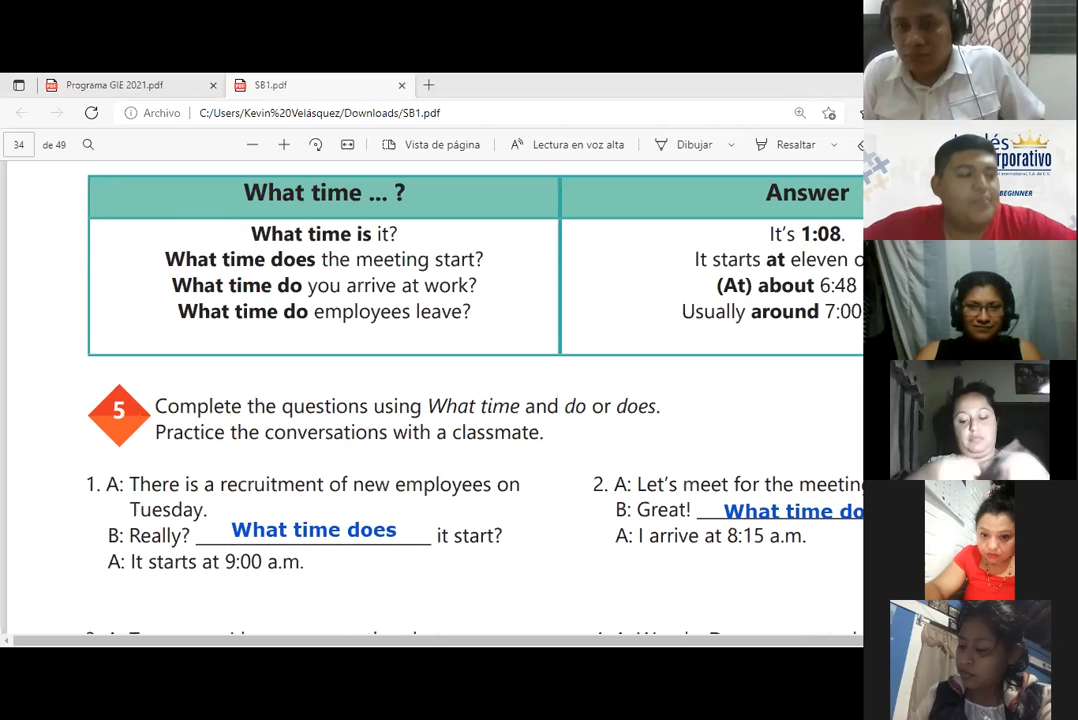 Programa GIE 2021.pdf
SB1.pdf
Archivo
C:/Users/Kevin%20Velásquez/Downloads/SB1.pdf
34
de 49
Vista de página
Lectura en voz alta
Dibujar
Resaltar
What time ... ?
Answer
What time is it?
It's 1:08.
What time does the meeting start?
It starts at eleven
What time do you arrive at work?
(At) about 6:48
What time do employees leave?
Usually around 7:00
5
Complete the questions using What time and do or does.
Practice the conversations with a classmate.
1. A: There is a recruitment of new employees on
Tuesday.
B: Really? What time does it start?
A: It starts at 9:00 a.m.
2. A: Let's meet for the meeting
B: Great! What time do
A: I arrive at 8:15 a.m.
BEGINNER